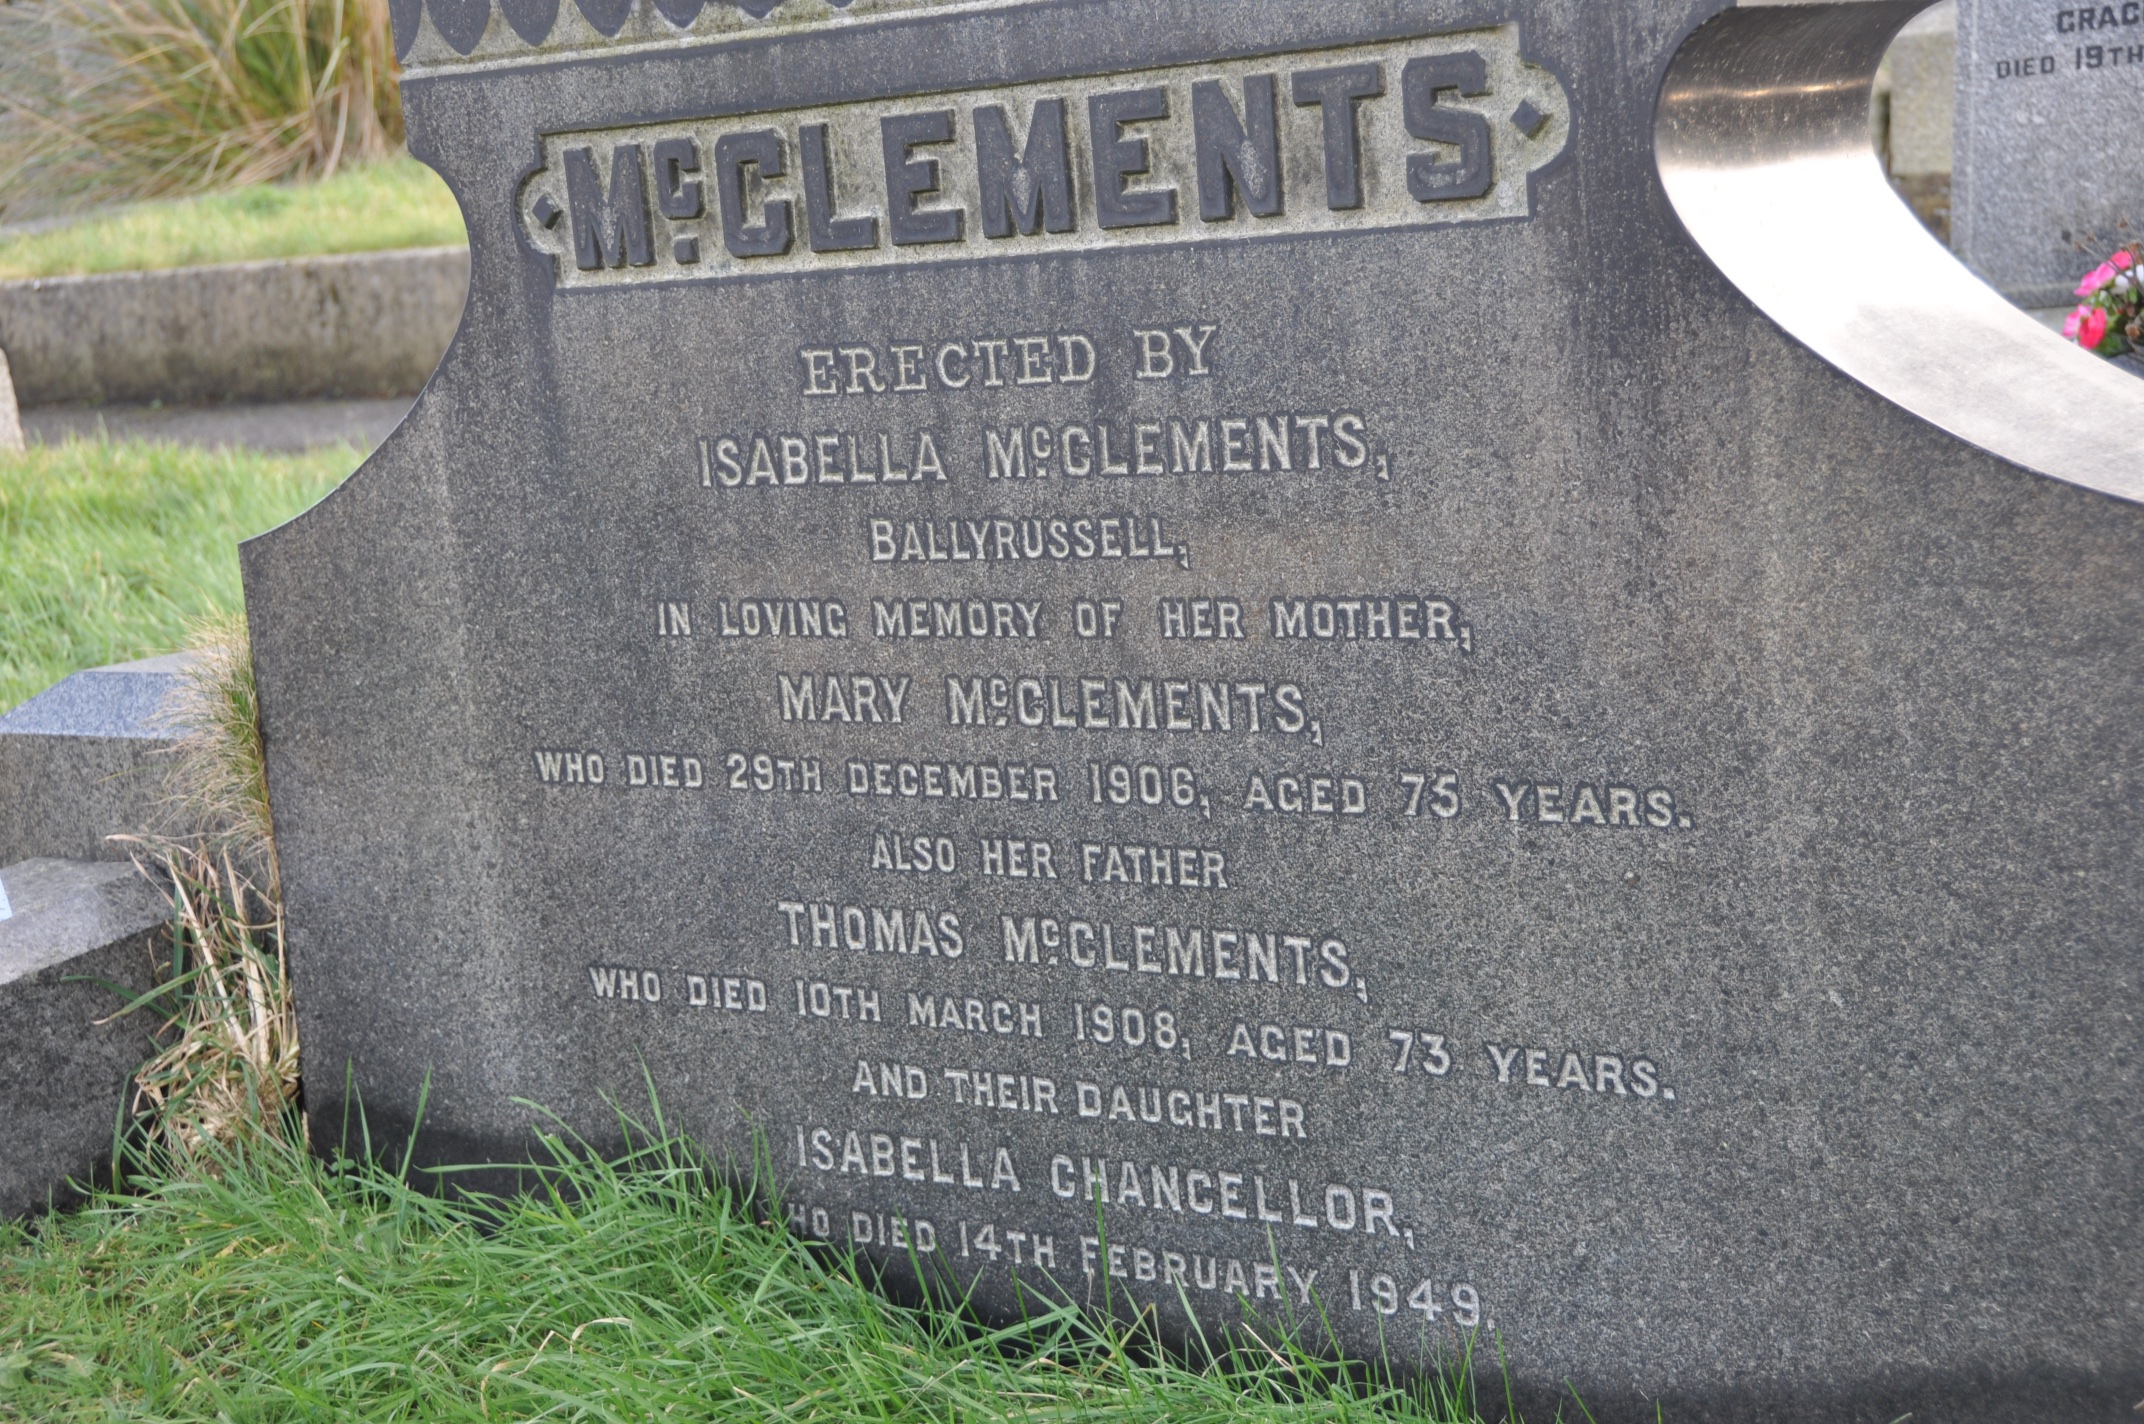 McCLEMENTS
ERECTED BY
ISABELLA McCLEMENTS,
BALLYRUSSELL,
IN LOVING MEMORY OF HER MOTHER,
MARY McCLEMENTS,
WHO DIED 29TH DECEMBER 1906, AGED 75 YEARS.
ALSO HER FATHER
THOMAS McCLEMENTS,
WHO DIED 10TH MARCH 1908, AGED 73 YEARS.
AND THEIR DAUGHTER
ISABELLA CHANCELLOR,
WHO DIED 14TH FEBRUARY 1949.
DIED 19TH